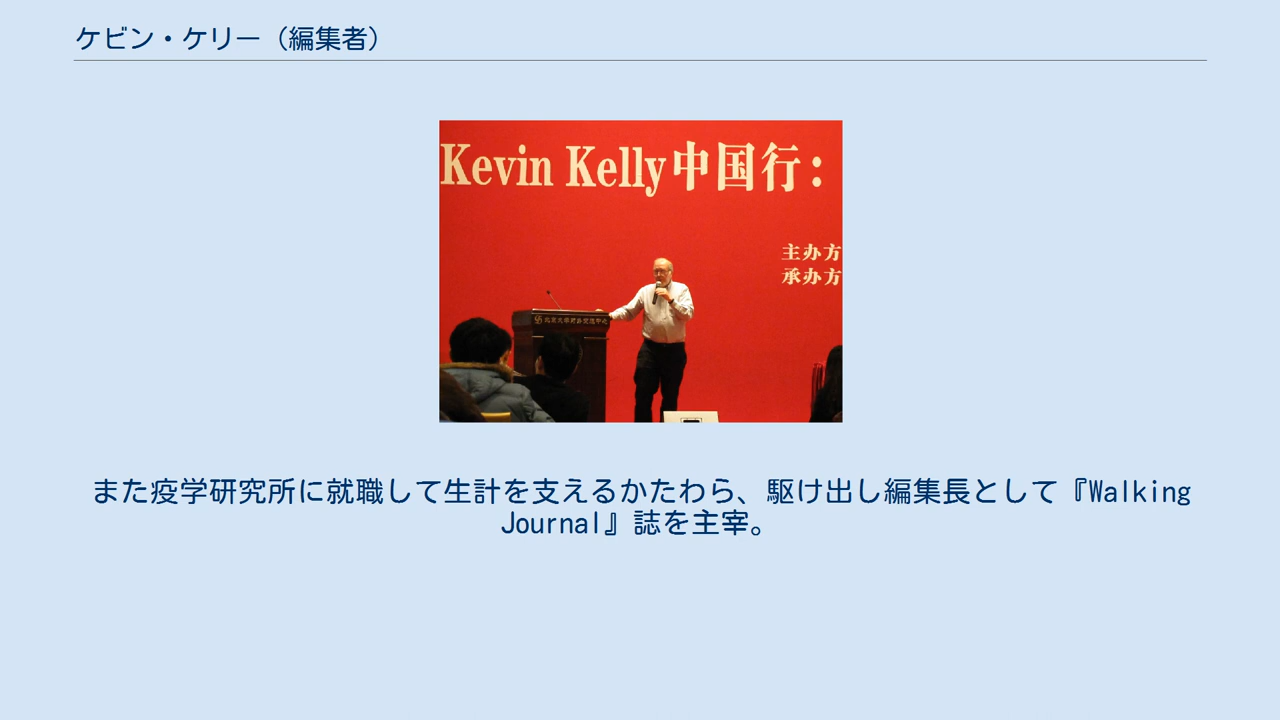 ケビン・ケリー（編集者）
Kevin Kelly中国行：
主办方
承办方
また疫学研究所に就職して生計を支えるかたわら、駆け出し編集長として『Walking
Journal』誌を主宰。